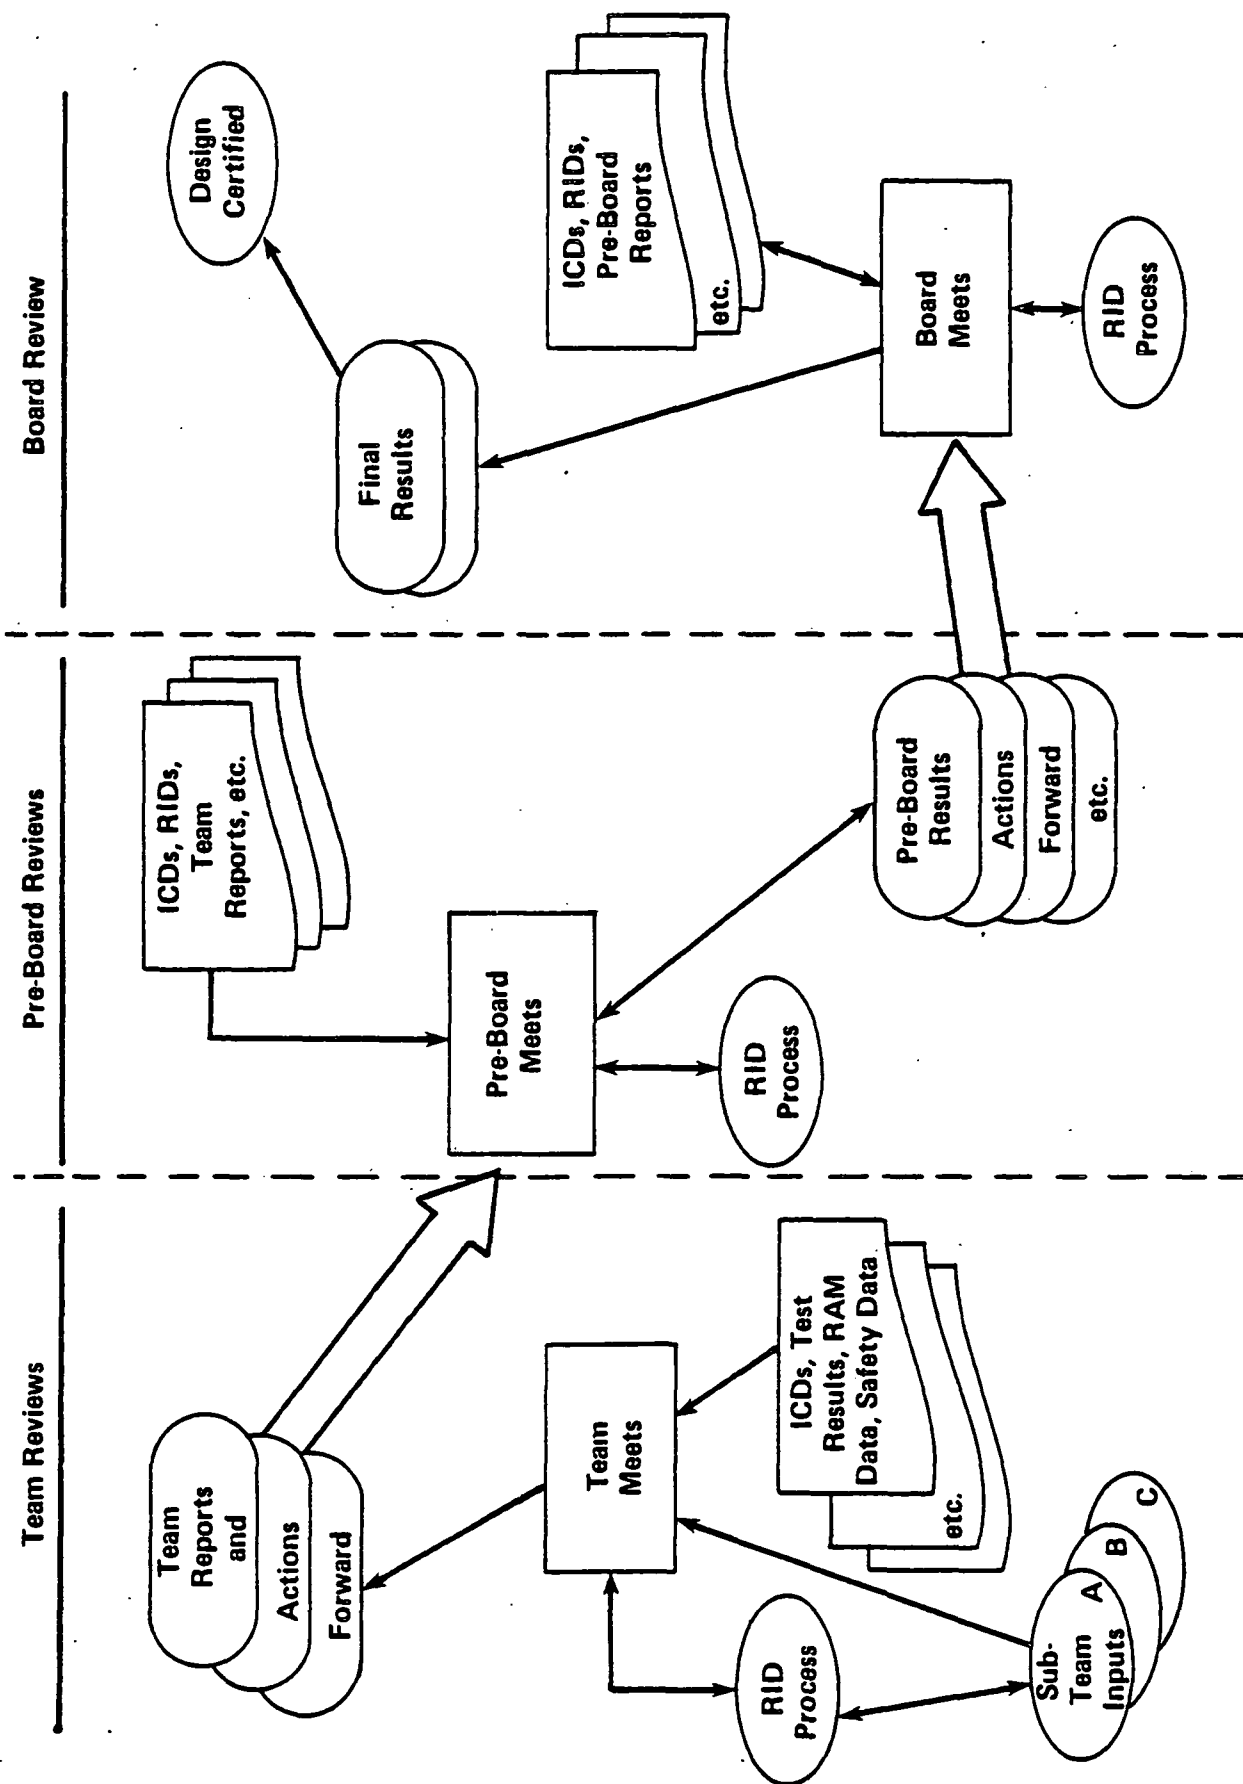 Team Reviews
Team
Reports
and
Actions
Forward
Team
Meets
RID
Process
ICDs, Test
Results, RAM
Data, Safety Data
etc.
Sub-
Team
Inputs
A
B
C
Pre-Board Reviews
ICDs, RIDs,
Team
Reports, etc.
Pre-Board
Meets
RID
Process
Pre-Board
Results
Actions
Forward
etc.
Board Review
Design
Certified
Final
Results
ICDs, RIDs,
Pre-Board
Reports
etc.
Board
Meets
RID
Process